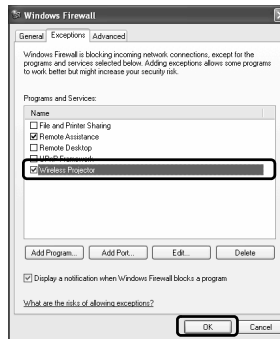 Windows Firewall
General Exceptions Advanced
Windows Firewall is blocking incoming network connections, except for the
programs and services selected below. Adding exceptions allows some programs
to work better but might increase your security risk.
Programs and Services:
Name
File and Printer Sharing
Remote Assistance
Remote Desktop
UPnP Framework
Wireless Projector
Add Program... Add Port... Edit... Delete
Display a notification when Windows Firewall blocks a program
What are the risks of allowing exceptions?
OK Cancel